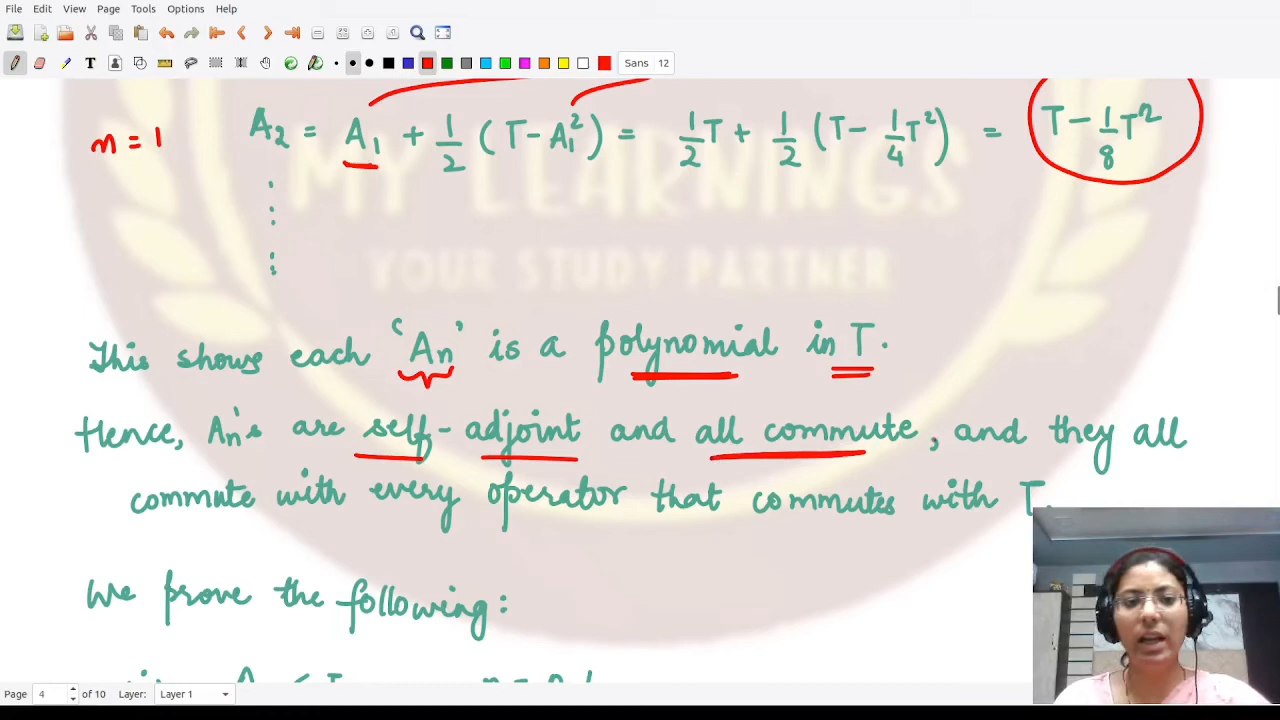 File Edit View Page Tools Options Help
Sans 12
n = 1 A₂ = A₁ + 1/2 (T - A₁²) = 1/2 T + 1/2 (T - 1/4 T²) = T - 1/8 T²
MY LEARNINGS
YOUR STUDY PARTNER
This shows each 'An' is a polynomial in T.
Hence, An's are self-adjoint and all commute, and they all
commute with every operator that commutes with T.
We prove the following:
Page 4 of 10 Layer: Layer 1